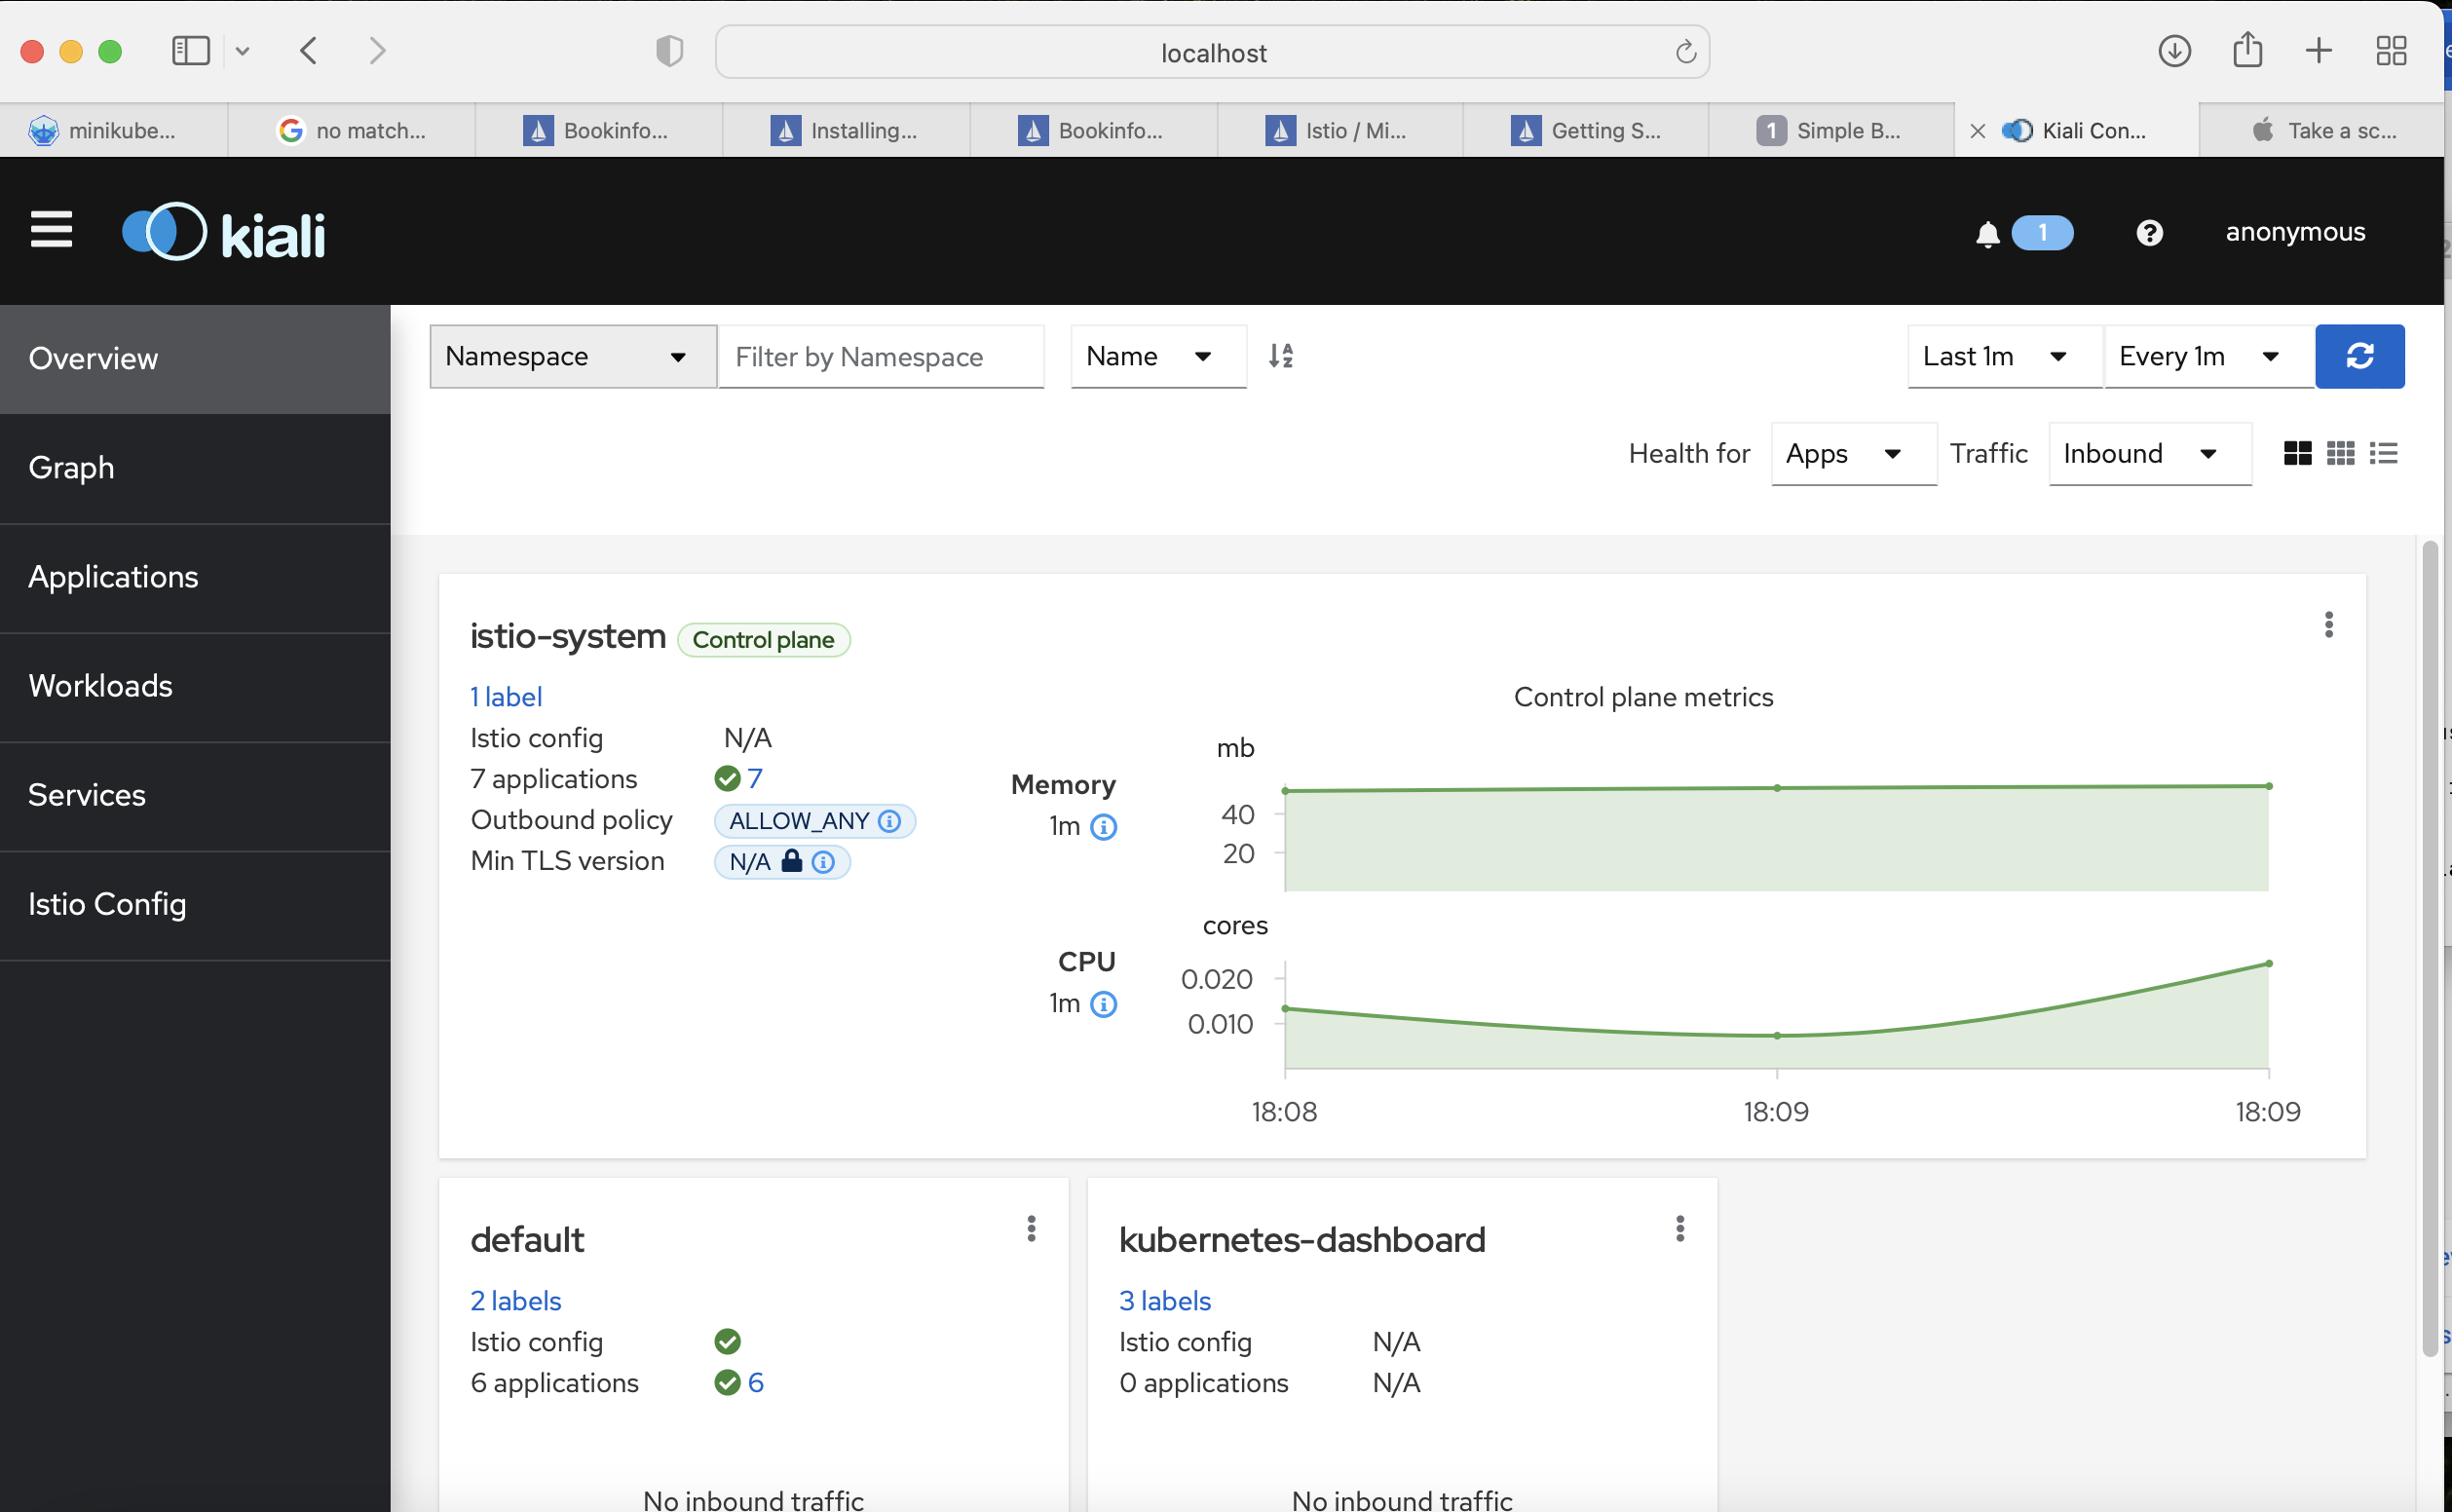 localhost
minikube...
no match...
Bookinfo...
Installing...
Bookinfo...
Istio / Mi...
Getting S...
1 Simple B...
Kiali Con...
Take a sc...
kiali
1
anonymous
Overview
Graph
Applications
Workloads
Services
Istio Config
Namespace
Filter by Namespace
Name
Last 1m
Every 1m
Health for
Apps
Traffic
Inbound
istio-system Control plane
1 label
Istio config N/A
7 applications 7
Outbound policy ALLOW_ANY
Min TLS version N/A
Control plane metrics
Memory
1m
mb
40
20
CPU
1m
cores
0.020
0.010
18:08 18:09 18:09
default
2 labels
Istio config
6 applications 6
No inbound traffic
kubernetes-dashboard
3 labels
Istio config N/A
0 applications N/A
No inbound traffic